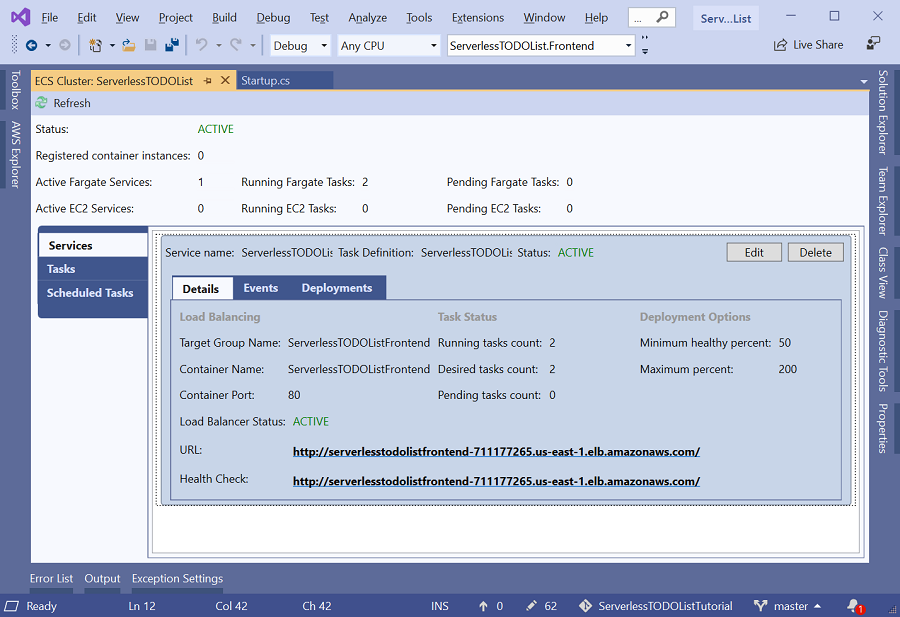 File Edit View Project Build Debug Test Analyze Tools Extensions Window Help ... Serv...List
Debug Any CPU ServerlessTODOList.Frontend Live Share
Toolbox
AWS Explorer
ECS Cluster: ServerlessTODOList Startup.cs
Refresh
Status: ACTIVE
Registered container instances: 0
Active Fargate Services: 1 Running Fargate Tasks: 2 Pending Fargate Tasks: 0
Active EC2 Services: 0 Running EC2 Tasks: 0 Pending EC2 Tasks: 0
Services
Tasks
Scheduled Tasks
Service name: ServerlessTODOLis Task Definition: ServerlessTODOLis Status: ACTIVE Edit Delete
Details Events Deployments
Load Balancing Task Status Deployment Options
Target Group Name: ServerlessTODOListFrontend Running tasks count: 2 Minimum healthy percent: 50
Container Name: ServerlessTODOListFrontend Desired tasks count: 2 Maximum percent: 200
Container Port: 80 Pending tasks count: 0
Load Balancer Status: ACTIVE
URL: http://serverlesstodolistfrontend-711177265.us-east-1.elb.amazonaws.com/
Health Check: http://serverlesstodolistfrontend-711177265.us-east-1.elb.amazonaws.com/
Solution Explorer
Team Explorer
Class View
Diagnostic Tools
Properties
Error List Output Exception Settings
Ready Ln 12 Col 42 Ch 42 INS 0 62 ServerlessTODOListTutorial master 1